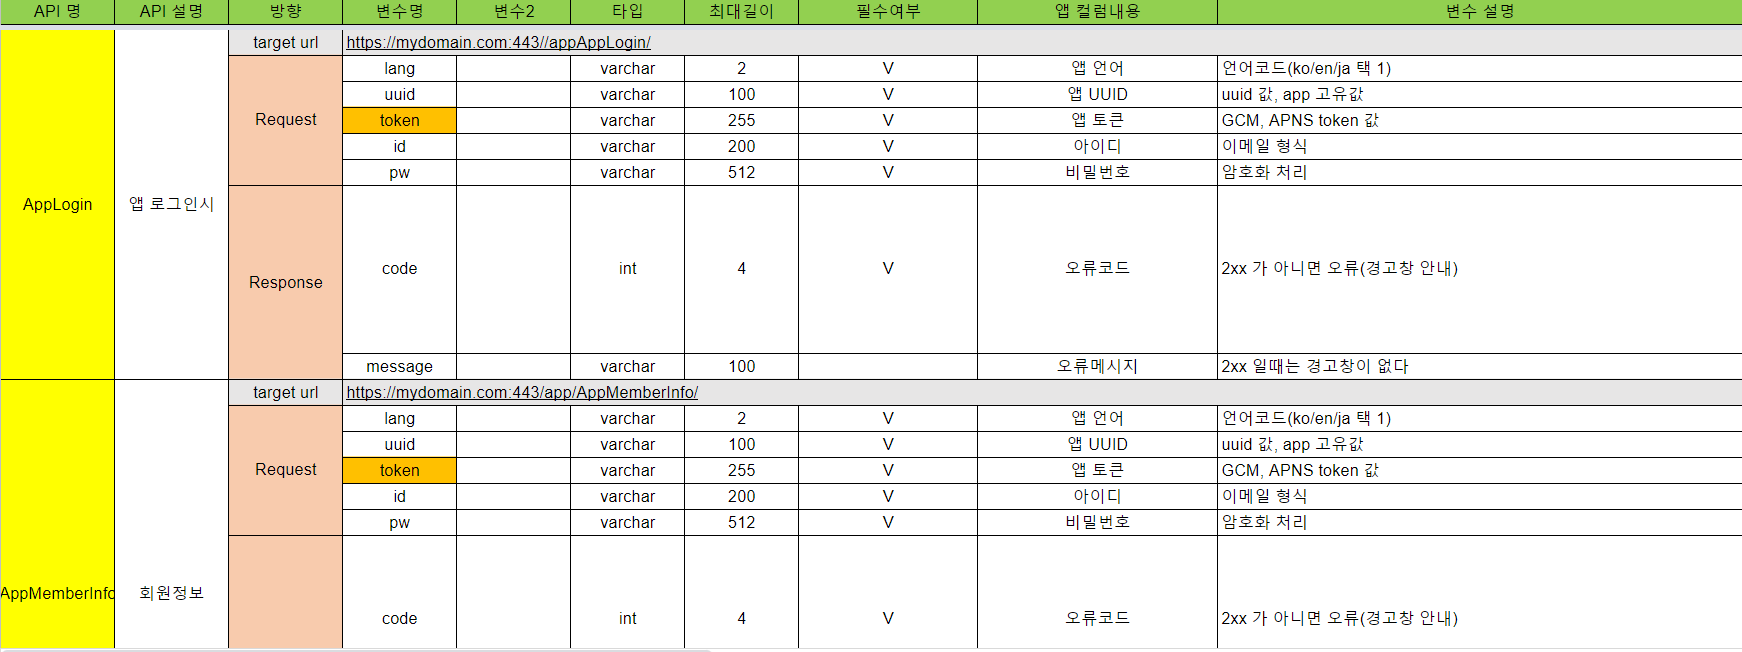 API 명 API 설명 방향 변수명 변수2 타입 최대길이 필수여부 앱 컬럼내용 변수 설명
target url https://mydomain.com:443//appAppLogin/
lang varchar 2 V 앱 언어 언어코드(ko/en/ja 택 1)
uuid varchar 100 V 앱 UUID uuid 값, app 고유값
Request token varchar 255 V 앱 토큰 GCM, APNS token 값
id varchar 200 V 아이디 이메일 형식
pw varchar 512 V 비밀번호 암호화 처리
AppLogin 앱 로그인시
Response code int 4 V 오류코드 2xx 가 아니면 오류(경고창 안내)
message varchar 100 오류메시지 2xx 일때는 경고창이 없다
target url https://mydomain.com:443/app/AppMemberInfo/
lang varchar 2 V 앱 언어 언어코드(ko/en/ja 택 1)
uuid varchar 100 V 앱 UUID uuid 값, app 고유값
Request token varchar 255 V 앱 토큰 GCM, APNS token 값
id varchar 200 V 아이디 이메일 형식
pw varchar 512 V 비밀번호 암호화 처리
AppMemberInfo 회원정보
code int 4 V 오류코드 2xx 가 아니면 오류(경고창 안내)